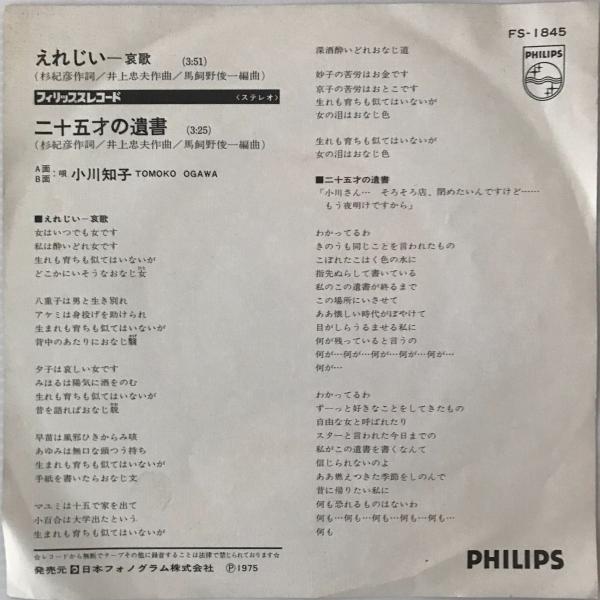 FS-1845
PHILIPS
えれじい―哀歌 (3:51)
(杉紀彦作詞/井上忠夫作曲/馬飼野俊一編曲)
フィリップスレコード 〈ステレオ〉
二十五才の遺書 (3:25)
(杉紀彦作詞/井上忠夫作曲/馬飼野俊一編曲)
A面
B面:唄 小川知子 TOMOKO OGAWA
■えれじい―哀歌
女はいつでも女です
私は酔いどれ女です
生れも育ちも似てはいないが
どこかにいそうなおなじ女
八重子は男と生き別れ
アケミは身投げを助けられ
生まれも育ちも似てはいないが
背中のあたりにおなじ翳
夕子は哀しい女です
みはるは陽気に酒をのむ
生れも育ちも似てはいないが
昔を語ればおなじ貌
早苗は風邪ひきからみ咳
あゆみは無口な頭つう持ち
生まれも育ちも似てはいないが
手紙を書いたらおなじ文
マユミは十五で家を出て
小百合は大学出たという
生まれも育ちも似てはいないが
深酒酔いどれおなじ道
妙子の苦労はお金です
京子の苦労はおとこです
生れも育ちも似てはいないが
女の泪はおなじ色
生れも育ちも似てはいないが
女の泪はおなじ色
■二十五才の遺書
「小川さん… そろそろ店、閉めたいんですけど……
もう夜明けですから」
わかってるわ
きのうも同じことを言われたもの
こぼれたこはく色の水に
指先ぬらして書いている
私のこの遺書が終るまで
この場所にいさせて
ああ懐しい時代がぼやけて
目がしらうるませる私に
何が残っていると言うの
何が…何が…何が…何が…何が…
何が…
わかってるわ
ずーっと好きなことをしてきたもの
自由な女と呼ばれたり
スターと言われた今日までの
私がこの遺書を書くなんて
信じられないのよ
ああ燃えつきた季節をしのんで
昔に帰りたい私に
何も恐れるものはないわ
何も…何も…何も…何も…何も…
何も
☆レコードから無断でテープその他に録音することは法律で禁じられております☆
発売元 日本フォノグラム株式会社 Ⓟ1975
PHILIPS